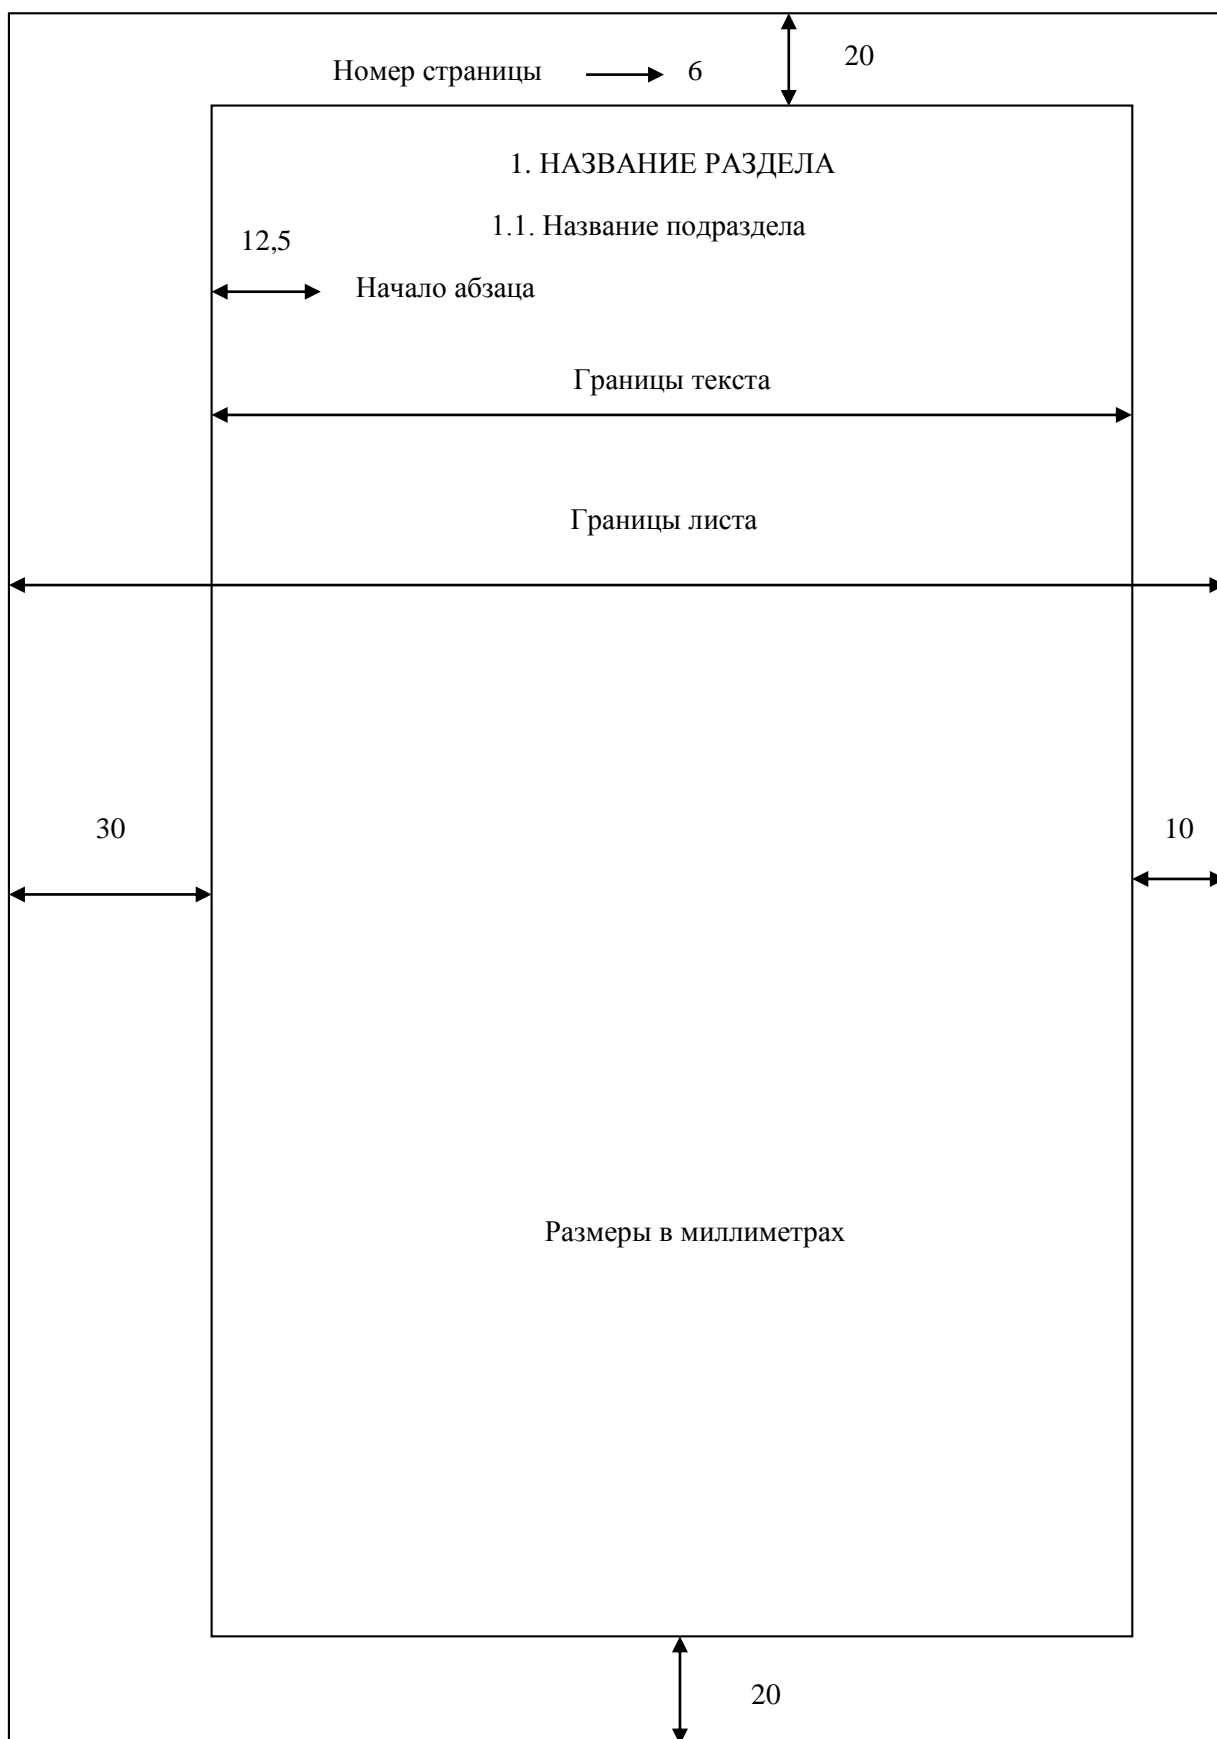 20
Номер страницы 6
1. НАЗВАНИЕ РАЗДЕЛА
1.1. Название подраздела
12,5
Начало абзаца
Границы текста
Границы листа
30
10
Размеры в миллиметрах
20